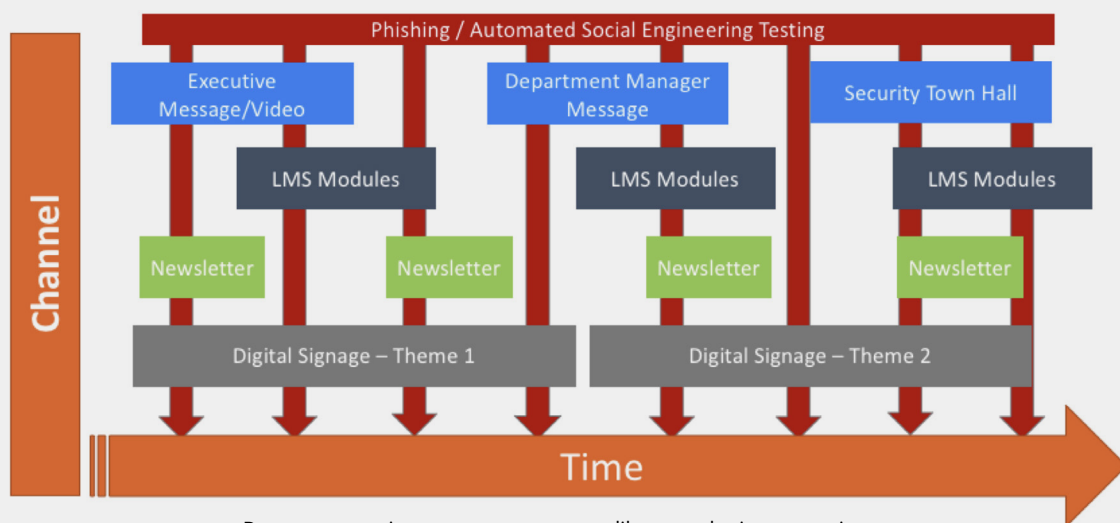 Phishing / Automated Social Engineering Testing
Executive
Message/Video
Department Manager
Message
Security Town Hall
LMS Modules
LMS Modules
LMS Modules
Channel
Newsletter
Newsletter
Newsletter
Newsletter
Digital Signage – Theme 1
Digital Signage – Theme 2
Time